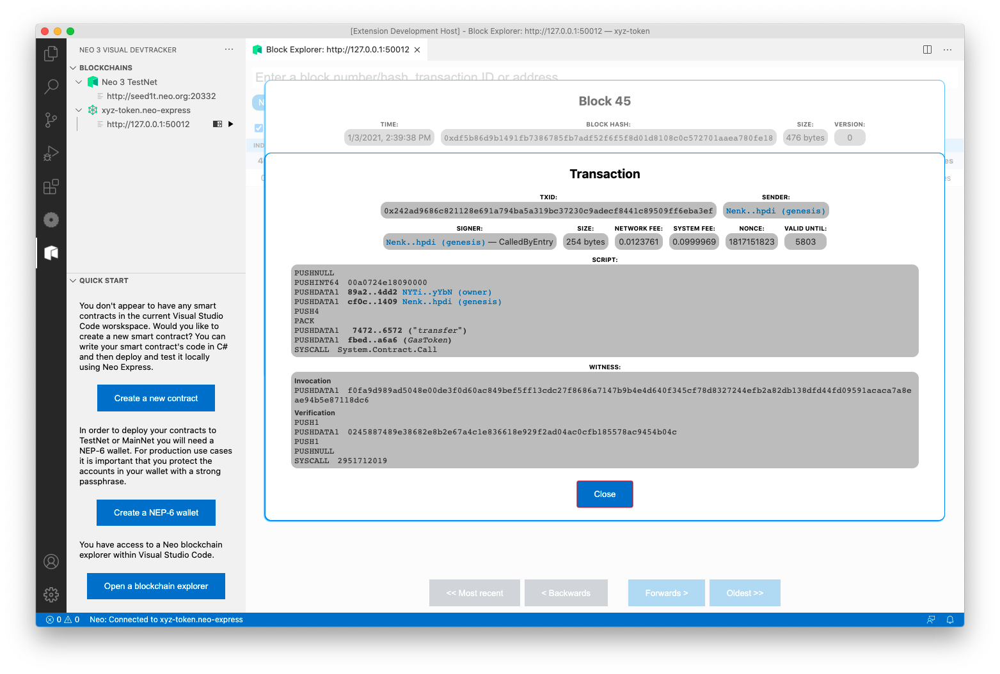 [Extension Development Host] - Block Explorer: http://127.0.0.1:50012 — xyz-token
NEO 3 VISUAL DEVTRACKER
BLOCKCHAINS
Neo 3 TestNet
http://seed1t.neo.org:20332
xyz-token.neo-express
http://127.0.0.1:50012
QUICK START
You don't appear to have any smart
contracts in the current Visual Studio
Code worskspace. Would you like to
create a new smart contract? You can
write your smart contract's code in C#
and then deploy and test it locally
using Neo Express.
Create a new contract
In order to deploy your contracts to
TestNet or MainNet you will need a
NEP-6 wallet. For production use cases
it is important that you protect the
accounts in your wallet with a strong
passphrase.
Create a NEP-6 wallet
You have access to a Neo blockchain
explorer within Visual Studio Code.
Open a blockchain explorer
Block Explorer: http://127.0.0.1:50012
Enter a block number/hash, transaction ID or address
Block 45
TIME: BLOCK HASH: SIZE: VERSION:
1/3/2021, 2:39:38 PM 0xdf5b86d9b1491fb7386785fb7adf52f6f5f8d01d8108c0c572701aaea780fe18 476 bytes 0
Transaction
TXID: SENDER:
0x242ad9686c821128e691a794ba5a319bc37230c9adecf8441c89509ff6eba3ef Nenk..hpdi (genesis)
SIGNER: SIZE: NETWORK FEE: SYSTEM FEE: NONCE: VALID UNTIL:
Nenk..hpdi (genesis) — CalledByEntry 254 bytes 0.0123761 0.0999969 1817151823 5803
SCRIPT:
PUSHNULL
PUSHINT64 00a0724e18090000
PUSHDATA1 89a2..4dd2 NYTi..yYbN (owner)
PUSHDATA1 cf0c..1409 Nenk..hpdi (genesis)
PUSH4
PACK
PUSHDATA1 7472..6572 ("transfer")
PUSHDATA1 fbed..a6a6 (GasToken)
SYSCALL System.Contract.Call
WITNESS:
Invocation
PUSHDATA1 f0fa9d989ad5048e00de3f0d60ac849bef5ff13cdc27f8686a7147b9b4e4d640f345cf78d8327244efb2a82db138dfd44fd09591acaca7a8e
ae94b5e87118dc6
Verification
PUSH1
PUSHDATA1 0245887489e38682e8b2e67a4c1e836618e929f2ad04ac0cfb185578ac9454b04c
PUSH1
PUSHNULL
SYSCALL 2951712019
Close
<< Most recent < Backwards Forwards > Oldest >>
0 0 Neo: Connected to xyz-token.neo-express